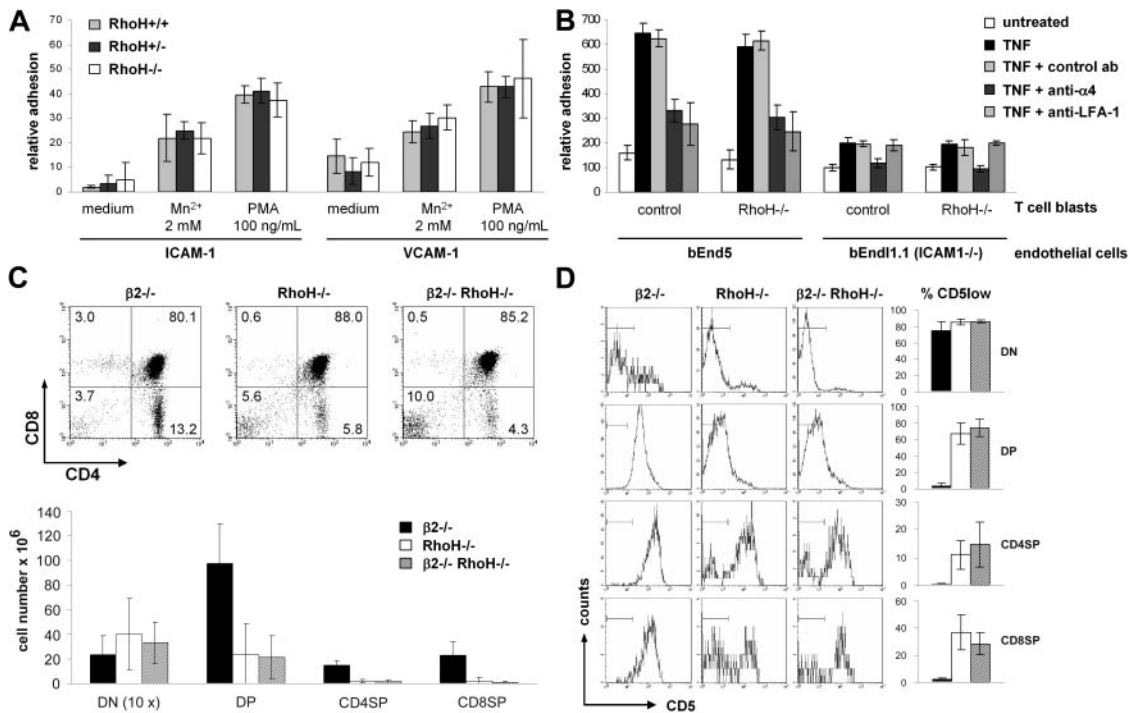 A
70
60
50
40
30
20
10
0
relative adhesion
RhoH+/+
RhoH+/-
RhoH-/-
medium Mn2+ PMA medium Mn2+ PMA
2 mM 100 ng/mL 2 mM 100 ng/mL
ICAM-1 VCAM-1
B
700
600
500
400
300
200
100
0
relative adhesion
untreated
TNF
TNF + control ab
TNF + anti-α4
TNF + anti-LFA-1
control RhoH-/- control RhoH-/- T cell blasts
bEnd5 bEndI1.1 (ICAM1-/-) endothelial cells
C
β2-/- RhoH-/- β2-/- RhoH-/-
3.0 80.1 0.6 88.0 0.5 85.2
3.7 13.2 5.6 5.8 10.0 4.3
CD8
CD4
140
120
100
80
60
40
20
0
cell number x 10^6
β2-/-
RhoH-/-
β2-/- RhoH-/-
DN (10 x) DP CD4SP CD8SP
D
β2-/- RhoH-/- β2-/- RhoH-/- % CD5low
100
80
60
40
20
0
DN
100
80
60
40
20
0
DP
30
20
10
0
CD4SP
60
40
20
0
CD8SP
counts
CD5